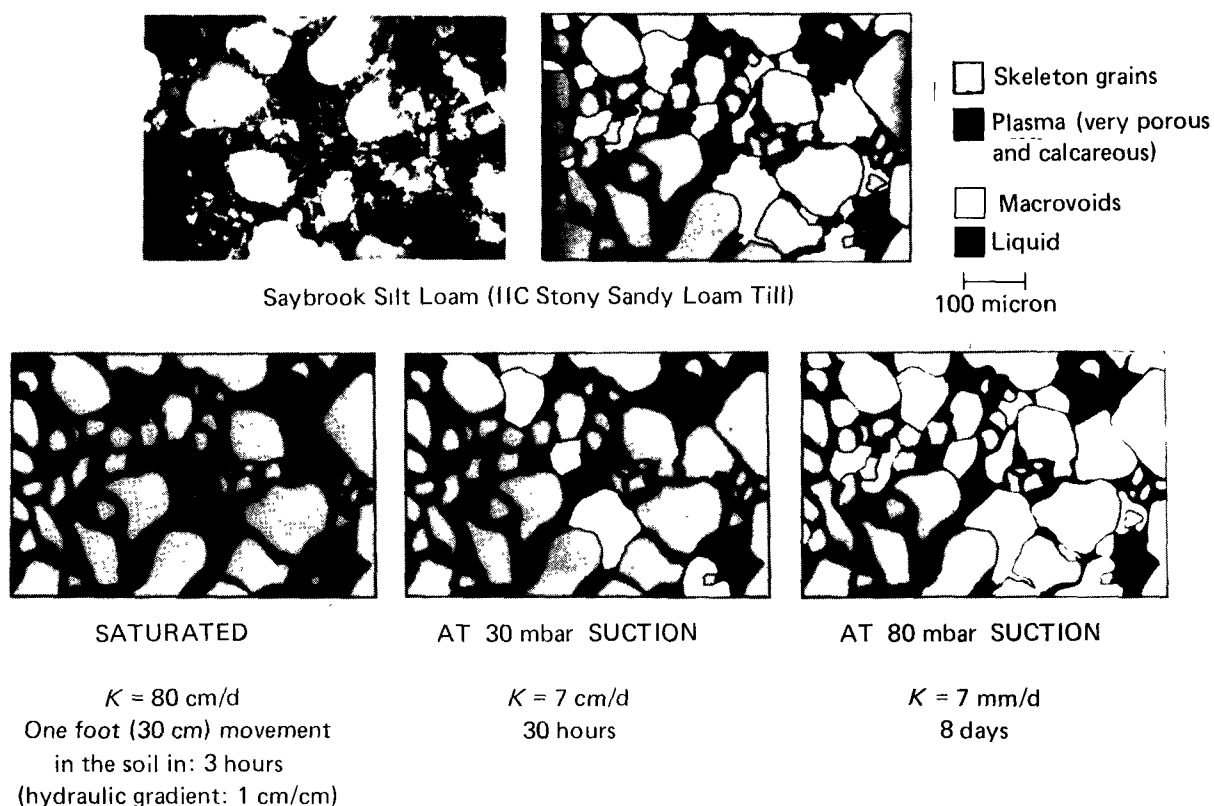 Skeleton grains
Plasma (very porous
and calcareous)
Macrovoids
Liquid
100 micron
Saybrook Silt Loam (IIC Stony Sandy Loam Till)
SATURATED
K = 80 cm/d
One foot (30 cm) movement
in the soil in: 3 hours
(hydraulic gradient: 1 cm/cm)
AT 30 mbar SUCTION
K = 7 cm/d
30 hours
AT 80 mbar SUCTION
K = 7 mm/d
8 days